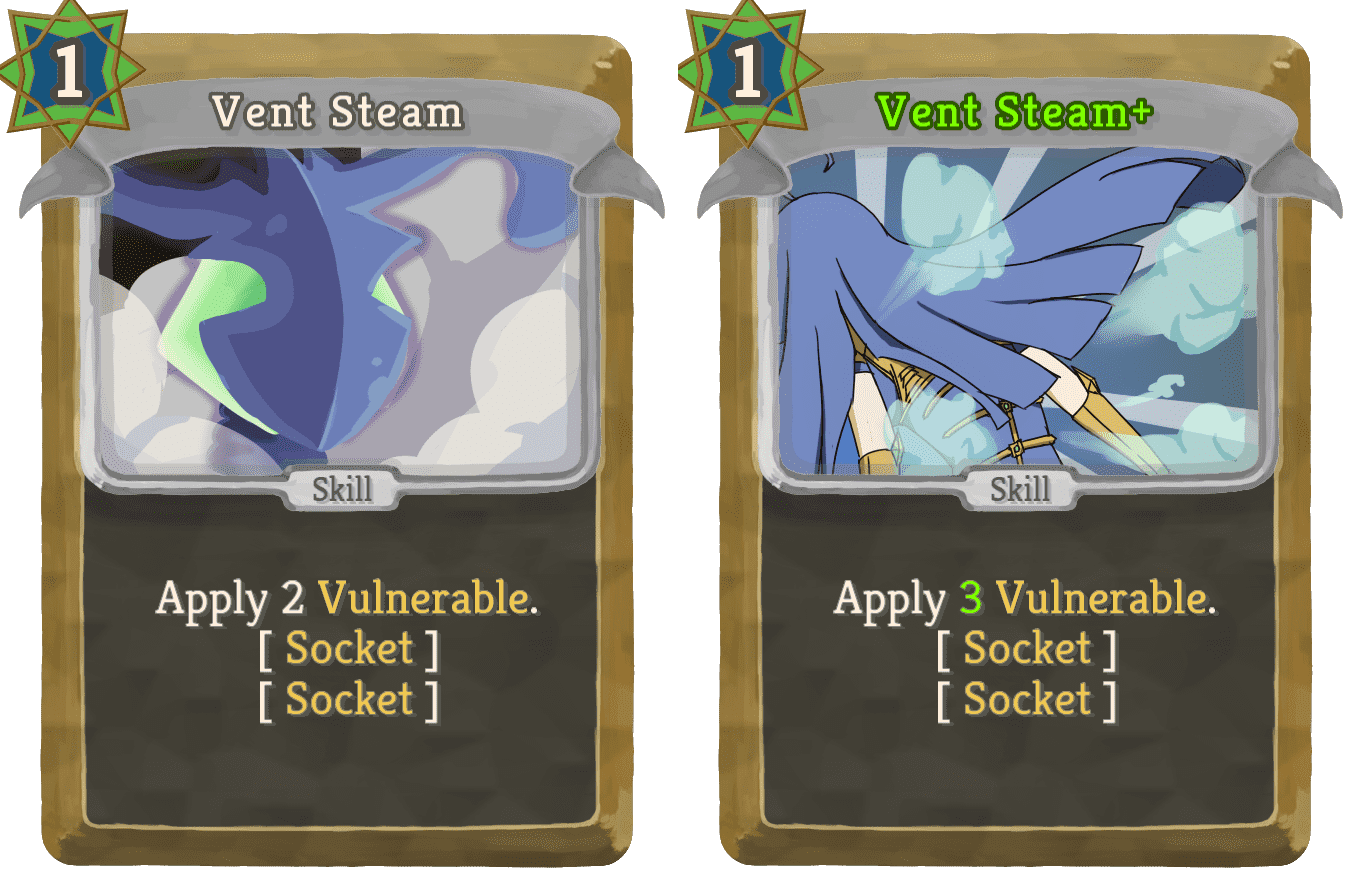 1
Vent Steam
Skill
Apply 2 Vulnerable.
[ Socket ]
[ Socket ]
1
Vent Steam+
Skill
Apply 3 Vulnerable.
[ Socket ]
[ Socket ]